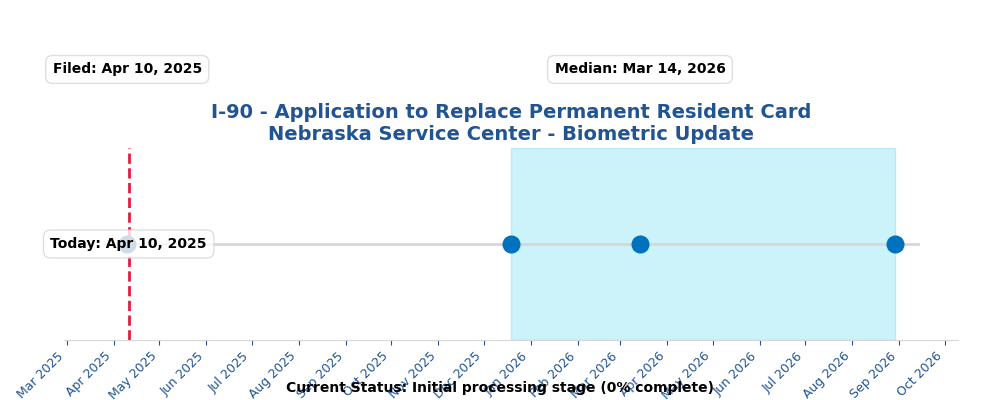 Filed: Apr 10, 2025
Median: Mar 14, 2026
I-90 - Application to Replace Permanent Resident Card
Nebraska Service Center - Biometric Update
Today: Apr 10, 2025
Mar 2025
Apr 2025
May 2025
Jun 2025
Jul 2025
Aug 2025
Sep 2025
Oct 2025
Nov 2025
Dec 2025
Jan 2026
Feb 2026
Mar 2026
Apr 2026
May 2026
Jun 2026
Jul 2026
Aug 2026
Sep 2026
Oct 2026
Current Status: Initial processing stage (0% complete)